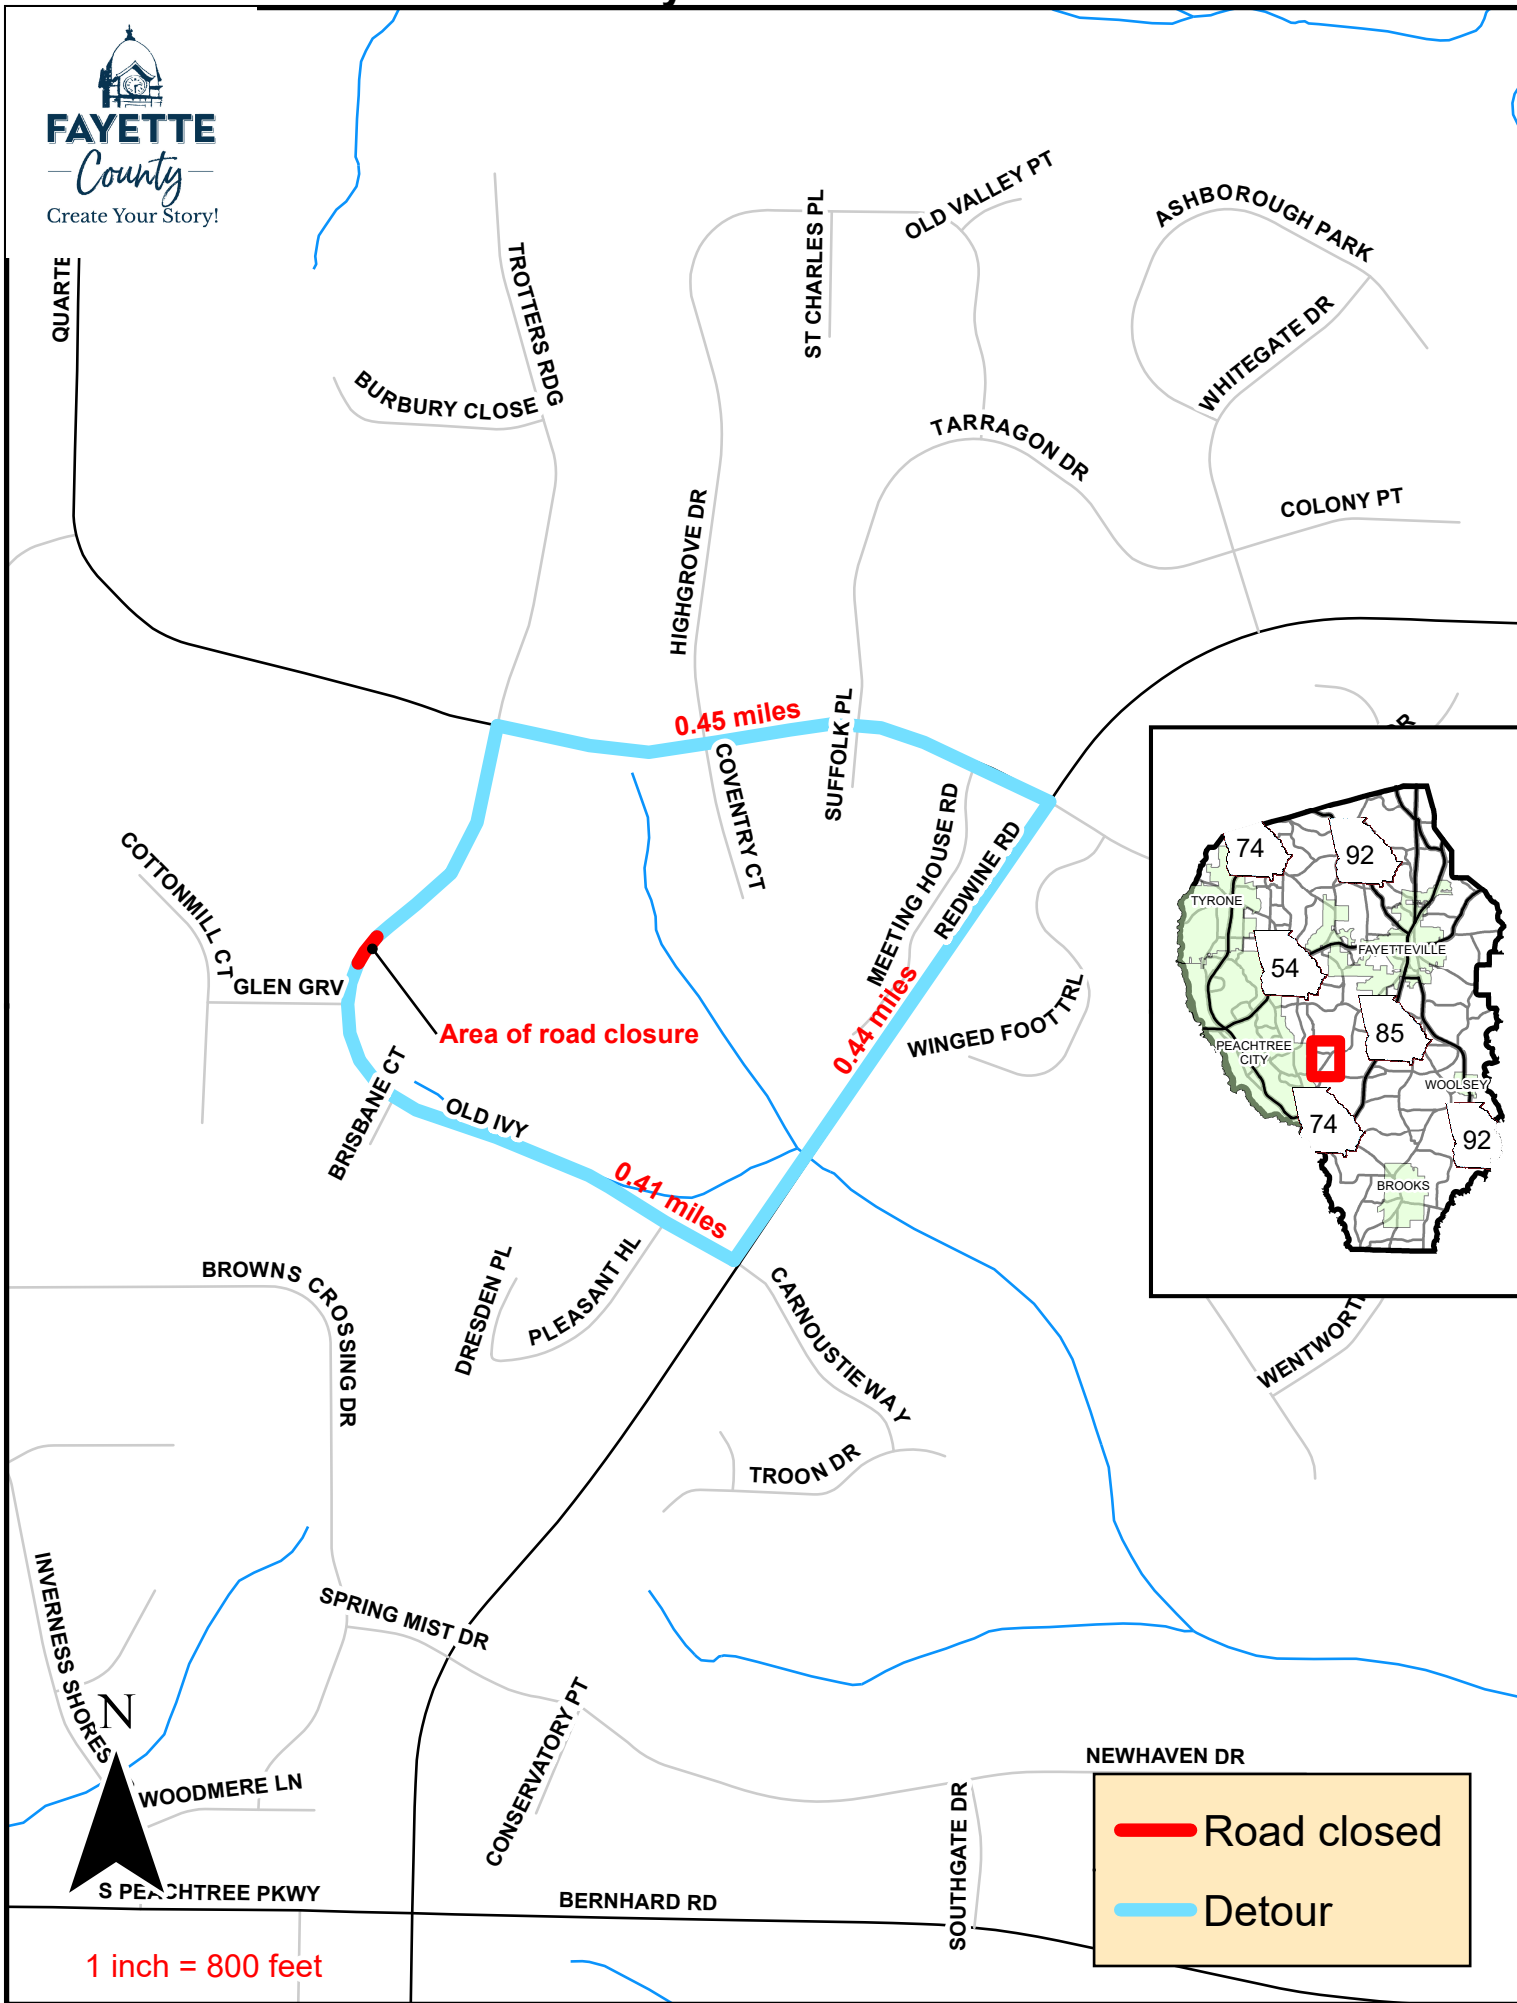 FAYETTE
County
Create Your Story!
QUARTE
TROTTERS RDG
BURBURY CLOSE
ST CHARLES PL
OLD VALLEY PT
ASHBOROUGH PARK
WHITEGATE DR
TARRAGON DR
COLONY PT
HIGHGROVE DR
0.45 miles
SUFFOLK PL
COVENTRY CT
MEETING HOUSE RD
REDWINE RD
COTTONMILL CT
GLEN GRV
Area of road closure
0.44 miles
WINGED FOOT TRL
BRISBANE CT
OLD IVY
0.41 miles
DRESDEN PL
PLEASANT HL
BROWNS CROSSING DR
CARNOUSTIE WAY
TROON DR
WENTWORTH
74
92
TYRONE
FAYETTEVILLE
54
85
PEACHTREE
CITY
WOOLSEY
74
92
BROOKS
INVERNESS SHORES
SPRING MIST DR
N
WOODMERE LN
CONSERVATORY PT
NEWHAVEN DR
SOUTHGATE DR
S PEACHTREE PKWY
BERNHARD RD
1 inch = 800 feet
Road closed
Detour